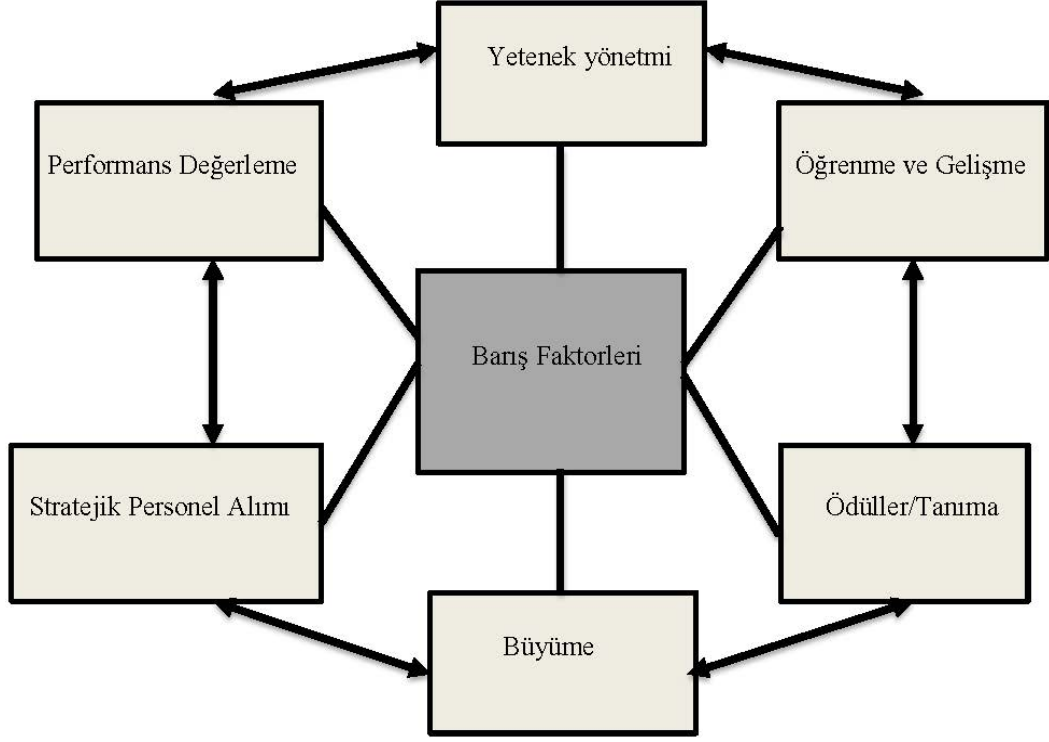 Yetenek yönetmi
Performans Değerleme
Öğrenme ve Gelişme
Barış Faktorleri
Stratejik Personel Alımı
Ödüller/Tanıma
Büyüme